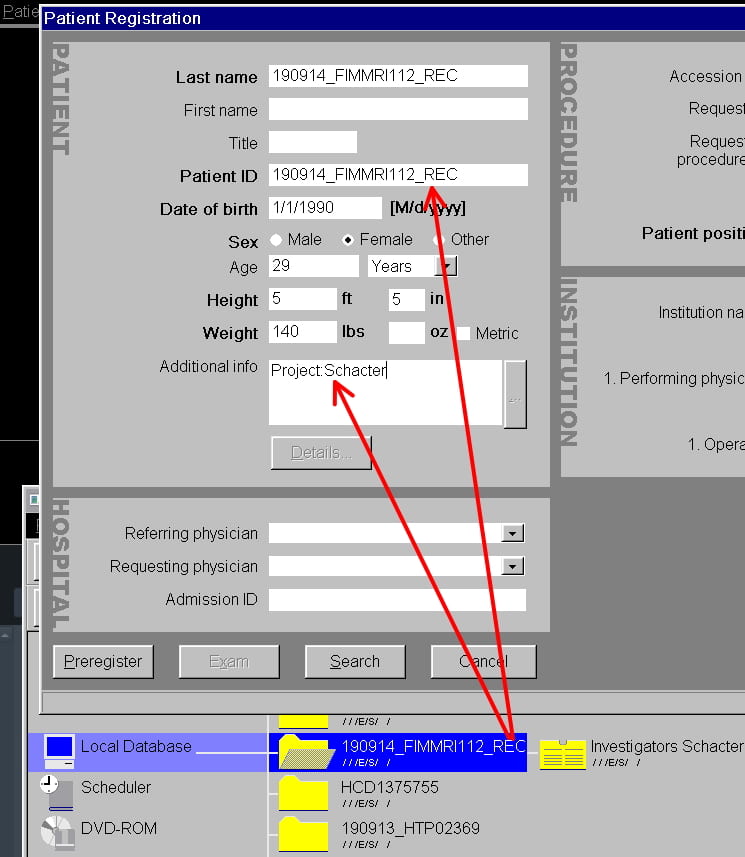 Patie
Patient Registration
PATIENT
Last name 190914_FIMMRI112_REC
First name
Title
Patient ID 190914_FIMMRI112_REC
Date of birth 1/1/1990 [M/d/yyyy]
Sex Male Female Other
Age 29 Years
Height 5 ft 5 in
Weight 140 lbs oz Metric
Additional info Project:Schacter
...
Details...
PROCEDURE
Accession
Request
Request
procedure
Patient positi
INSTITUTION
Institution na
1. Performing physic
1. Opera
HOSPITAL
Referring physician
Requesting physician
Admission ID
Preregister Exam Search Cancel
/ / /E/S/ /
Local Database 190914_FIMMRI112_REC Investigators Schacter
/ / /E/S/ / / / /E/S/ /
Scheduler HCD1375755
/ / /E/S/ /
DVD-ROM 190913_HTP02369
/ / /E/S/ /